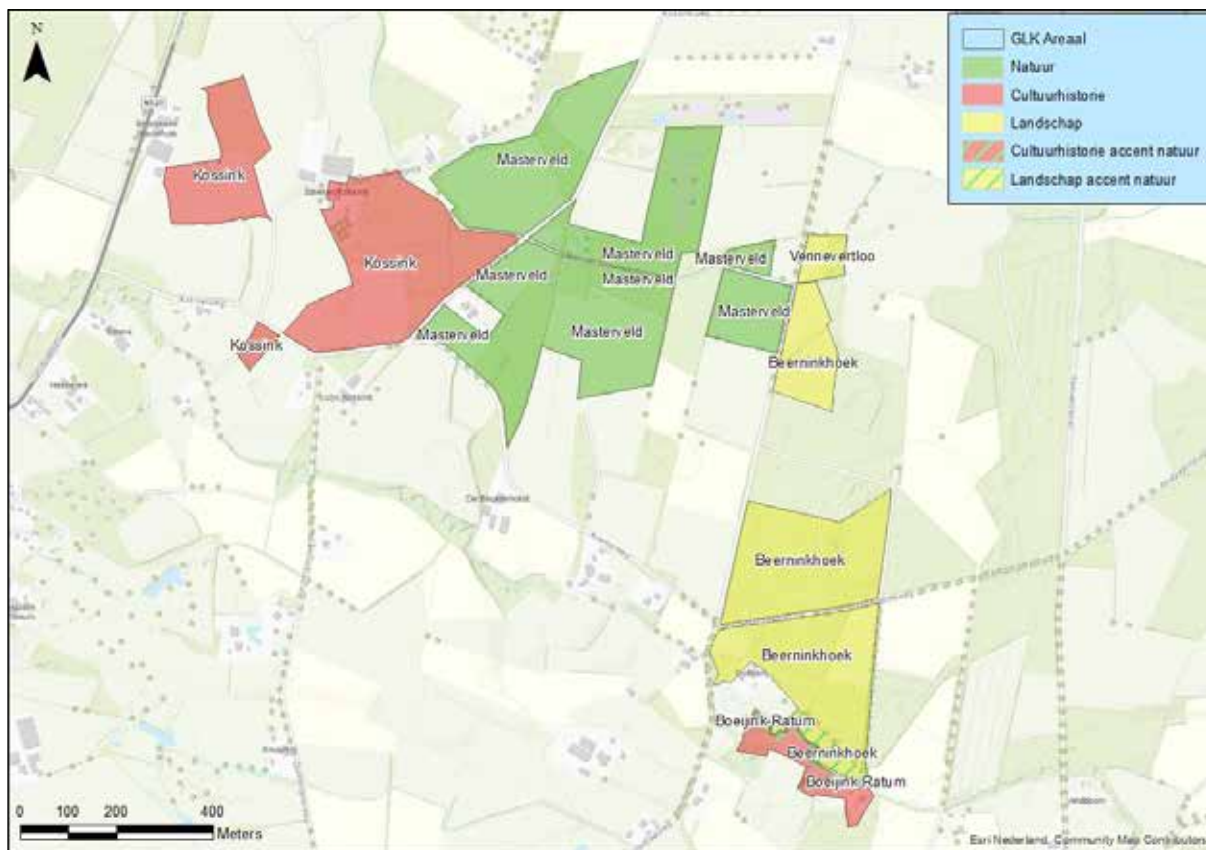 N
GLK Areaal
Natuur
Cultuurhistorie
Landschap
Cultuurhistorie accent natuur
Landschap accent natuur
Masterveld
Kossink
Kossink
Masterveld
Masterveld
Masterveld
Vennevertloo
Masterveld
Masterveld
Masterveld
Masterveld
Kossink
Beerninkhoek
Beerninkhoek
Beerninkhoek
Boeijink-Ratum
Beerninkhoek
Boeijink-Ratum
0 100 200 400
Meters
Esri Nederland, Community Map Contributors